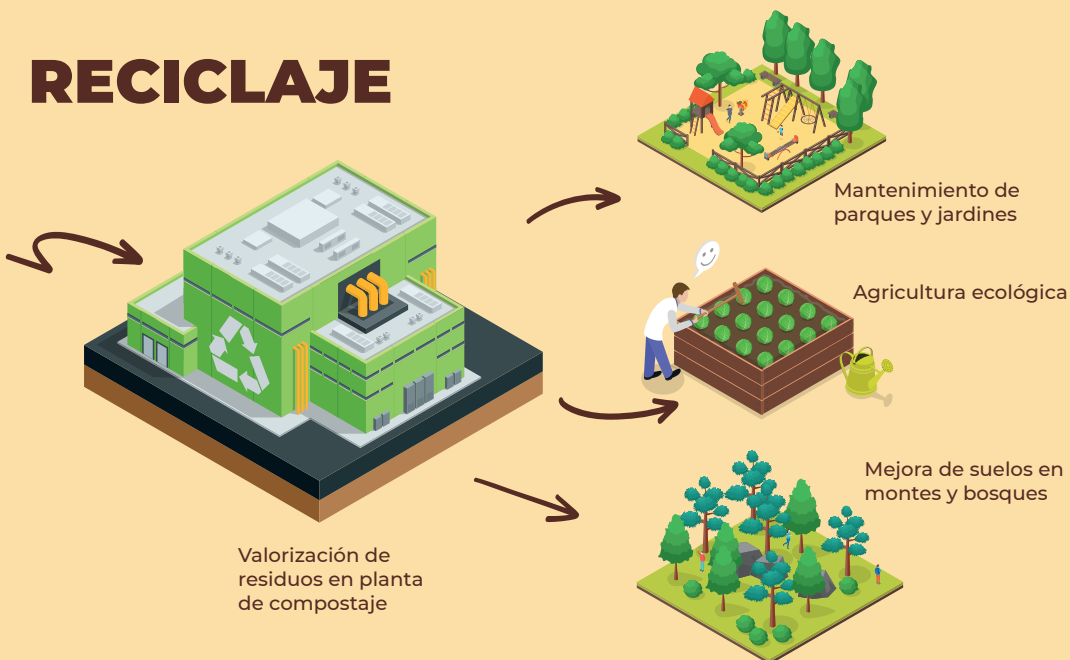 RECICLAJE
Mantenimiento de
parques y jardines
Agricultura ecológica
Mejora de suelos en
montes y bosques
Valorización de
residuos en planta
de compostaje